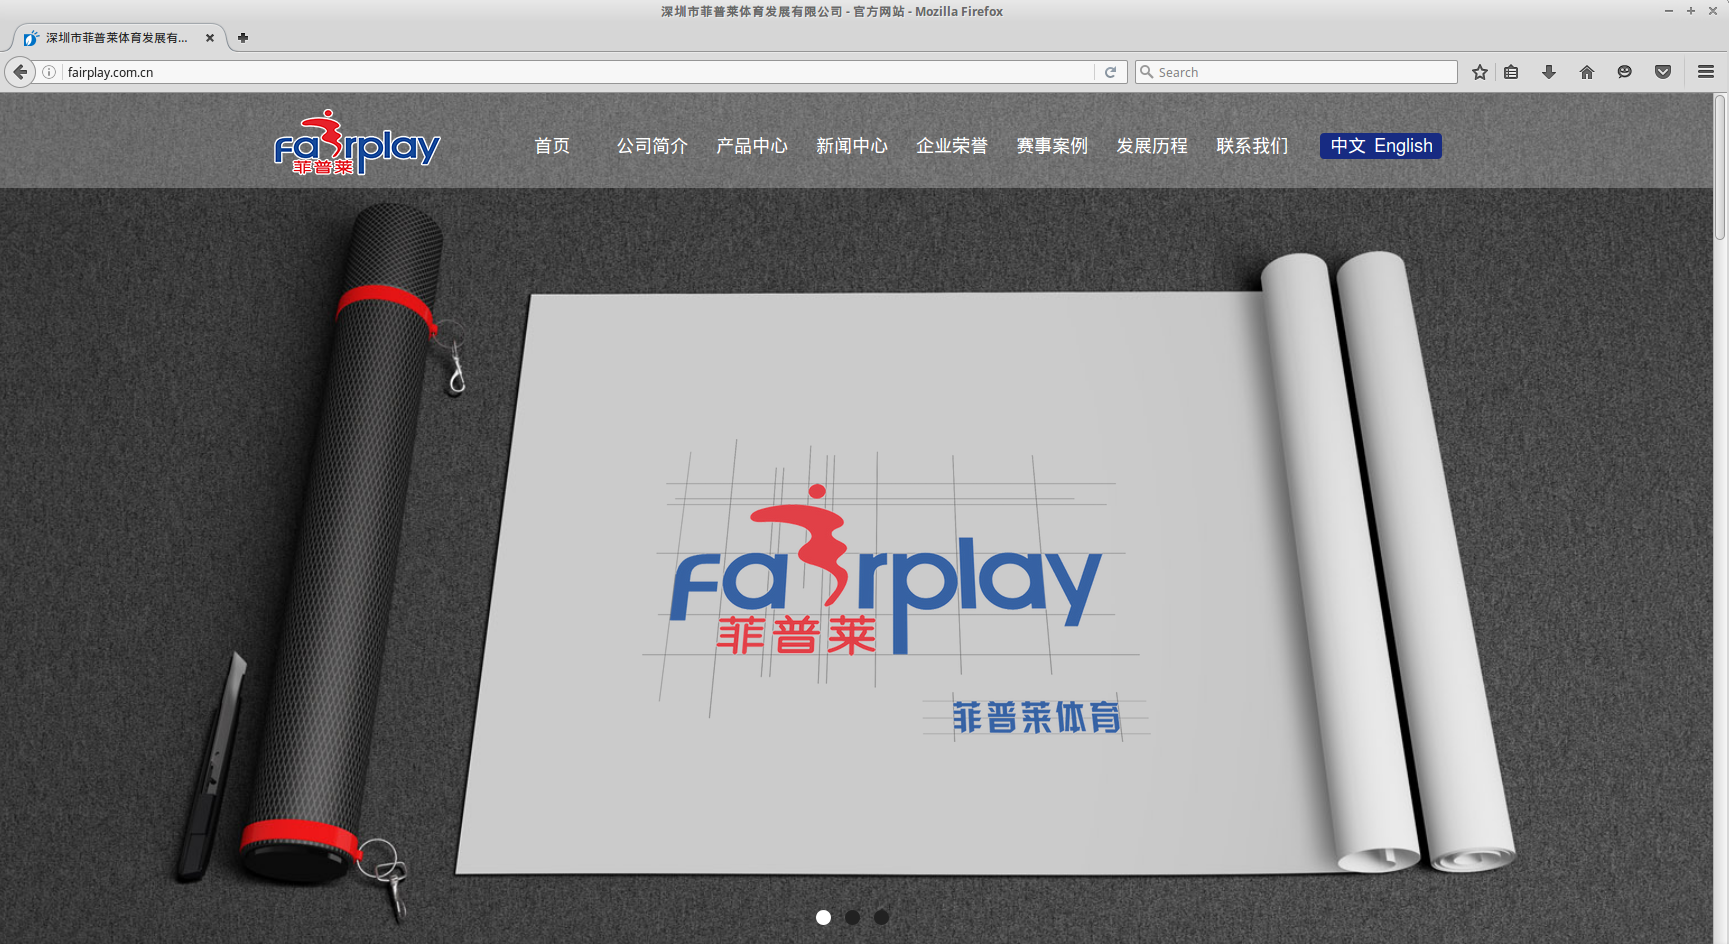 深圳市菲普莱体育发展有限公司 - 官方网站 - Mozilla Firefox
深圳市菲普莱体育发展有...
fairplay.com.cn
Search
fairplay
菲普莱
首页 公司简介 产品中心 新闻中心 企业荣誉 赛事案例 发展历程 联系我们 中文 English
fairplay
菲普莱
菲普莱体育